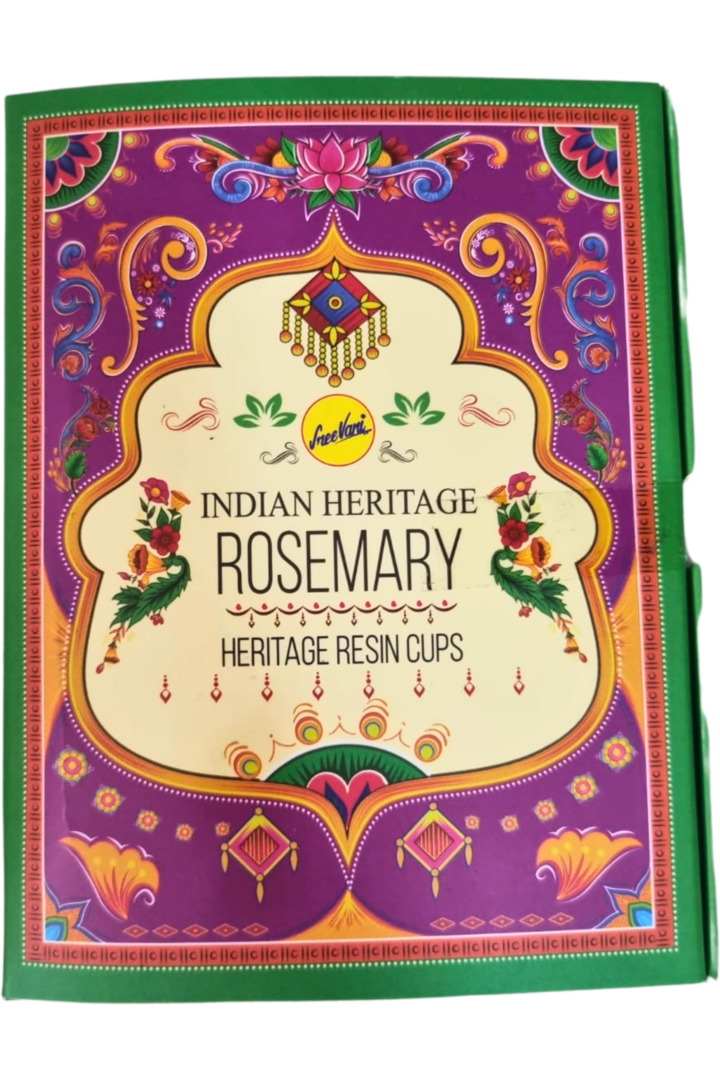 SreeVani
INDIAN HERITAGE
ROSEMARY
HERITAGE RESIN CUPS